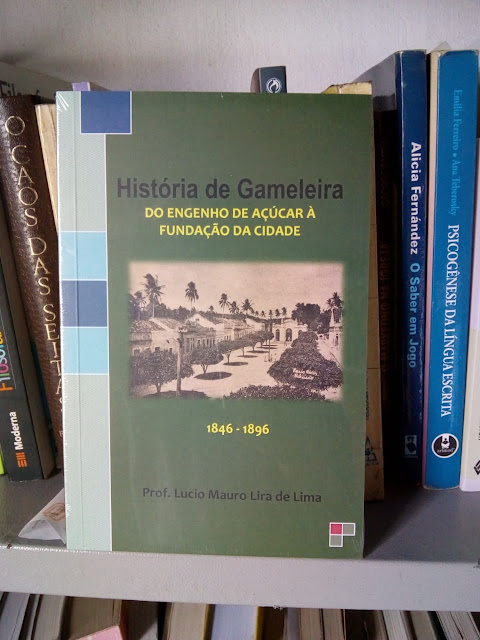 História de Gameleira
DO ENGENHO DE AÇÚCAR À
FUNDAÇÃO DA CIDADE
1846 - 1896
Prof. Lucio Mauro Lira de Lima
O CAOS DAS SEITAS
Moderna
Alicia Fernández
O Saber em Jogo
Emilia Ferreiro • Ana Teberosky
PSICOGÊNESE DA LÍNGUA ESCRITA